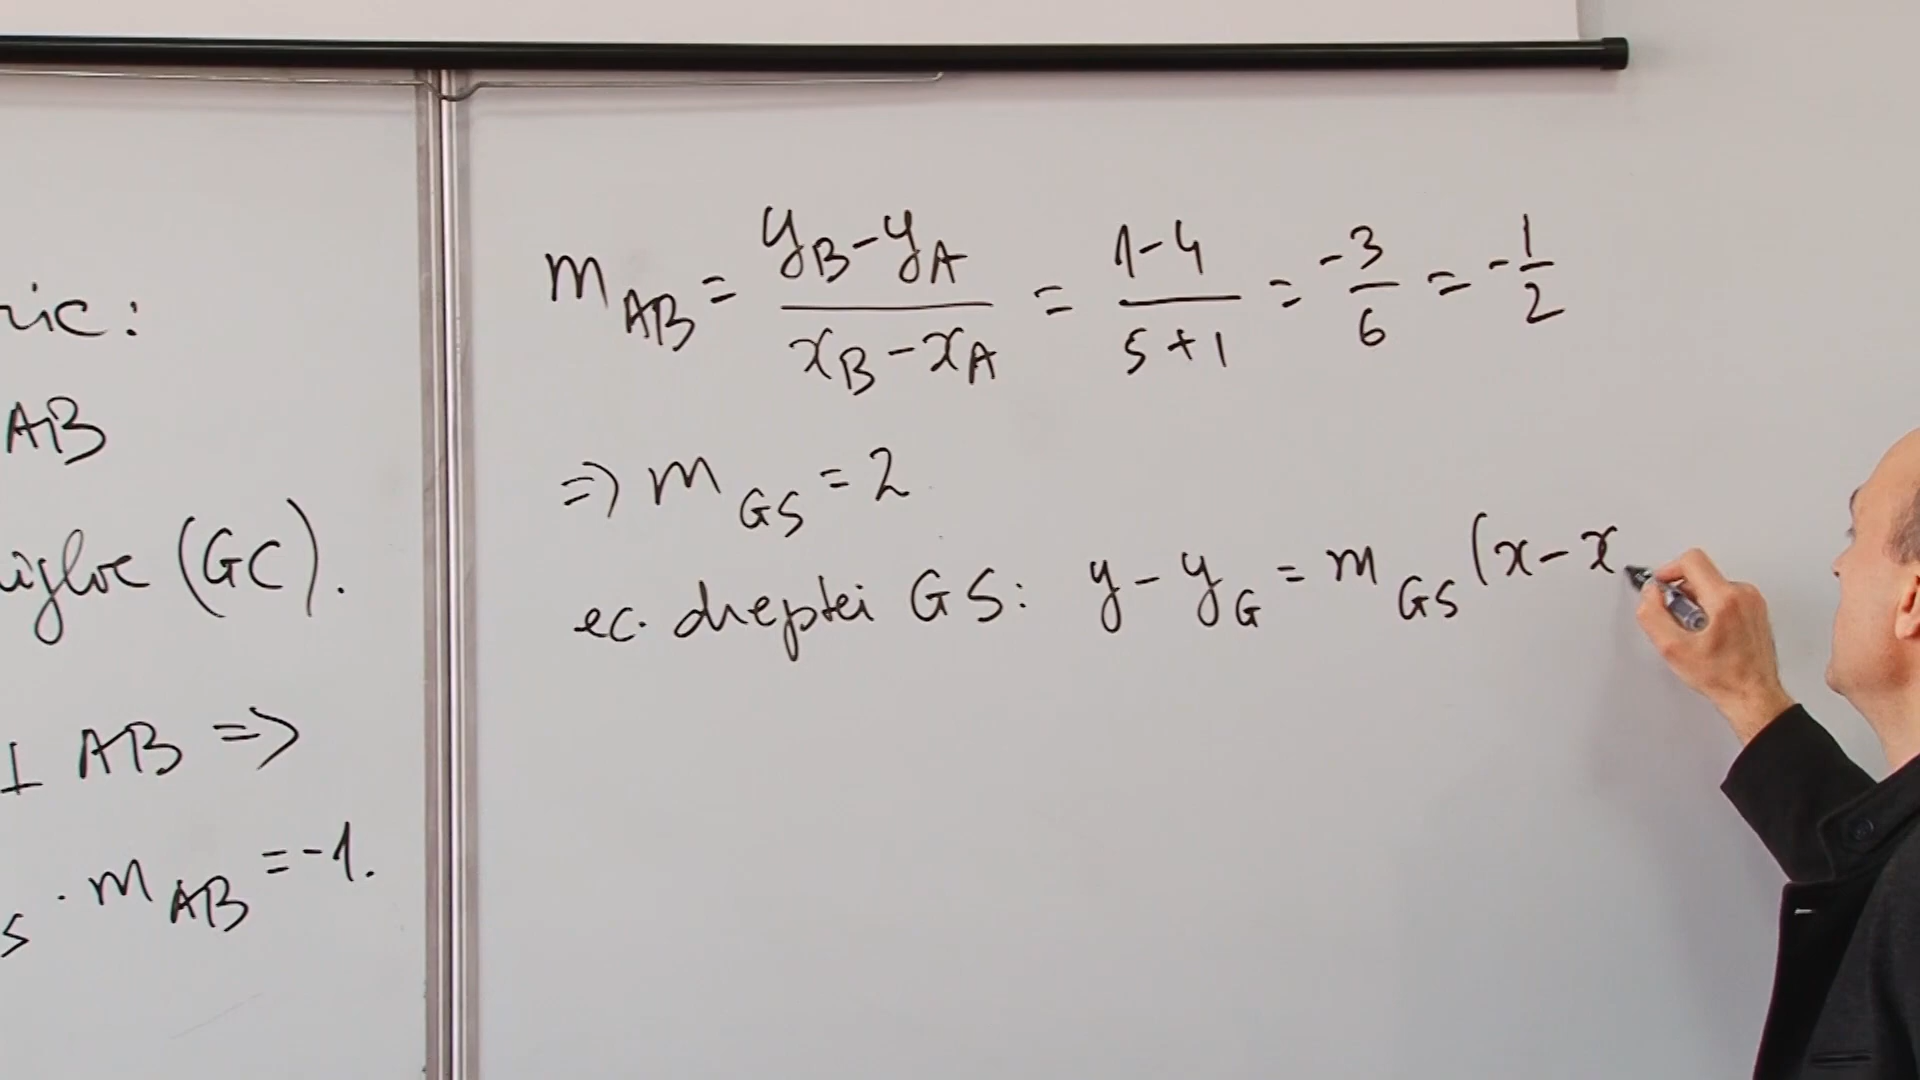 ric:
AB
(GC).
⊥ AB =>
s · m_AB = -1.
m_AB = (y_B - y_A)/(x_B - x_A) = (1-4)/(5+1) = -3/6 = -1/2
=> m_GS = 2
ec. dreptei GS: y - y_G = m_GS (x - x